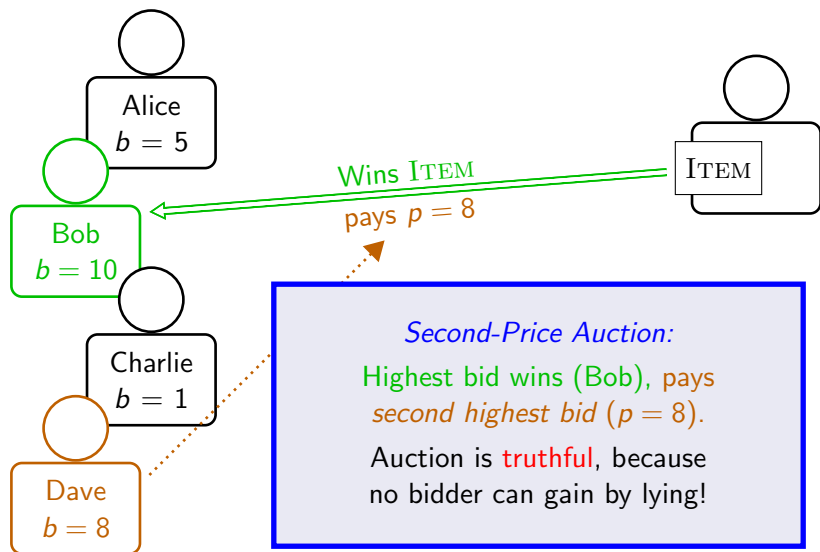 Alice
b = 5
Bob
b = 10
Charlie
b = 1
Dave
b = 8
Wins ITEM
pays p = 8
ITEM
Second-Price Auction:
Highest bid wins (Bob), pays
second highest bid (p = 8).
Auction is truthful, because
no bidder can gain by lying!